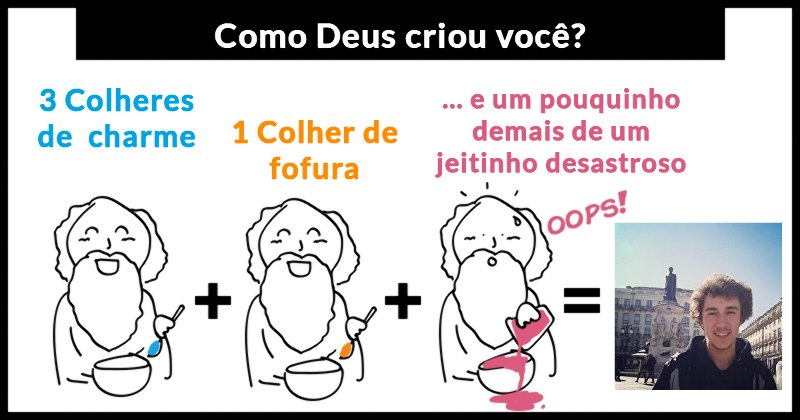 Como Deus criou você?
3 Colheres
de charme
1 Colher de
fofura
... e um pouquinho
demais de um
jeitinho desastroso
OOPS!